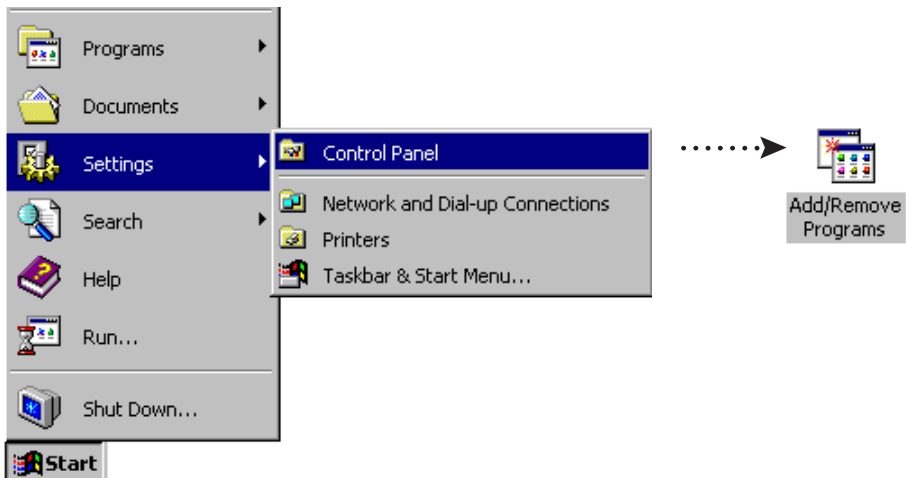 Programs
Documents
Settings
Search
Help
Run...
Shut Down...
Start
Control Panel
Network and Dial-up Connections
Printers
Taskbar & Start Menu...
Add/Remove
Programs